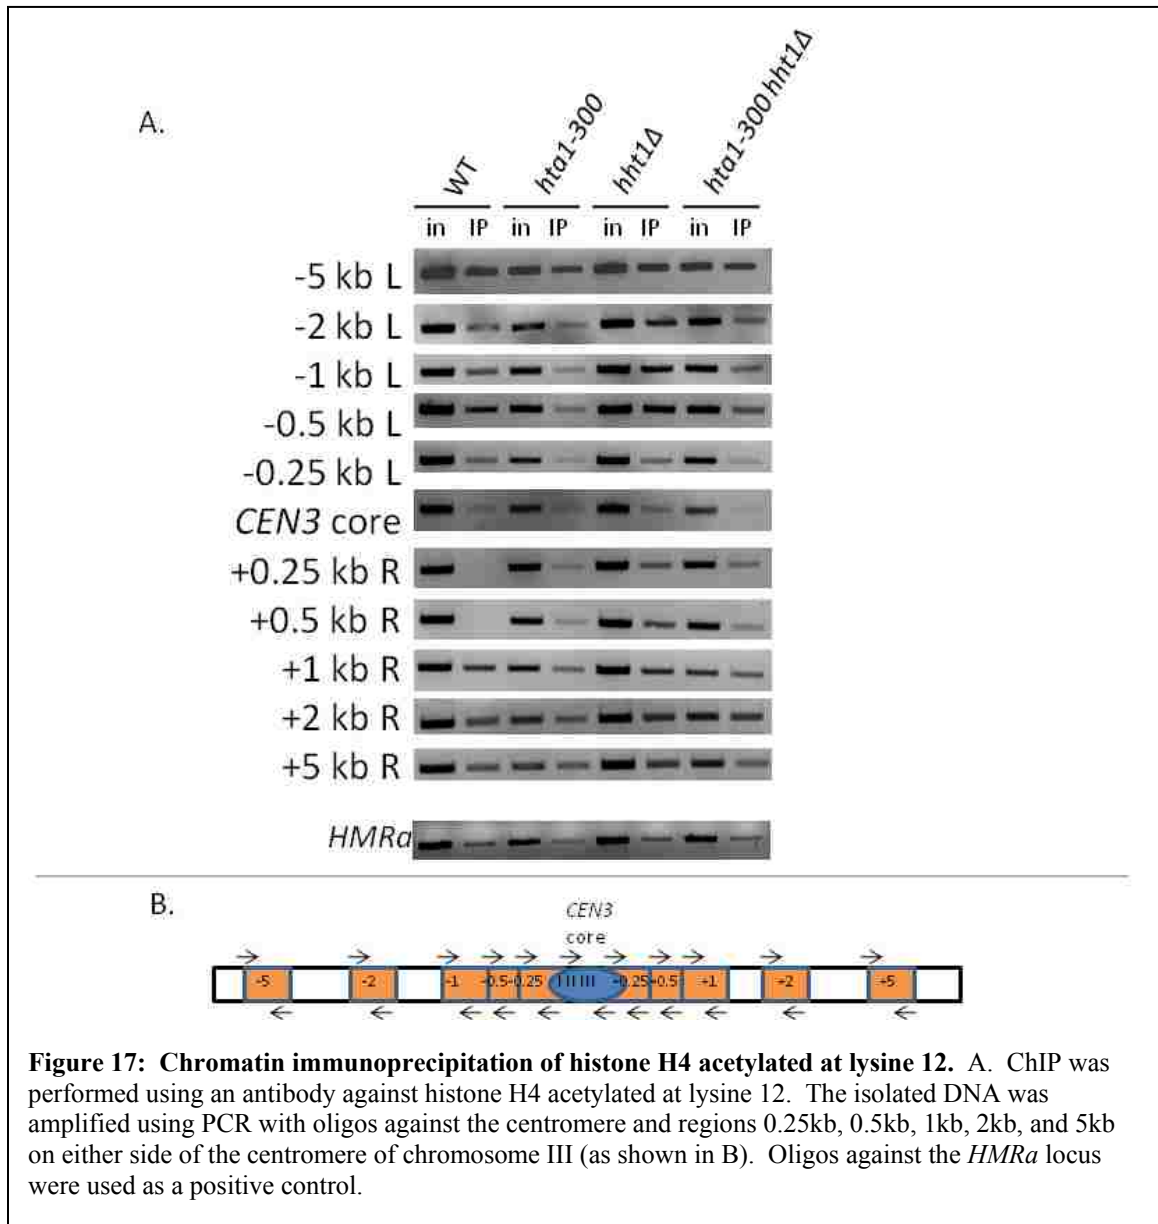 A.
WT hta1-300 hht1Δ hta1-300 hht1Δ
in IP in IP in IP in IP
-5 kb L
-2 kb L
-1 kb L
-0.5 kb L
-0.25 kb L
CEN3 core
+0.25 kb R
+0.5 kb R
+1 kb R
+2 kb R
+5 kb R
HMRa
B.
CEN3
core
-5 -2 -1 -0.5 -0.25 I II III +0.25 +0.5 +1 +2 +5
Figure 17: Chromatin immunoprecipitation of histone H4 acetylated at lysine 12. A. ChIP was
performed using an antibody against histone H4 acetylated at lysine 12. The isolated DNA was
amplified using PCR with oligos against the centromere and regions 0.25kb, 0.5kb, 1kb, 2kb, and 5kb
on either side of the centromere of chromosome III (as shown in B). Oligos against the HMRa locus
were used as a positive control.